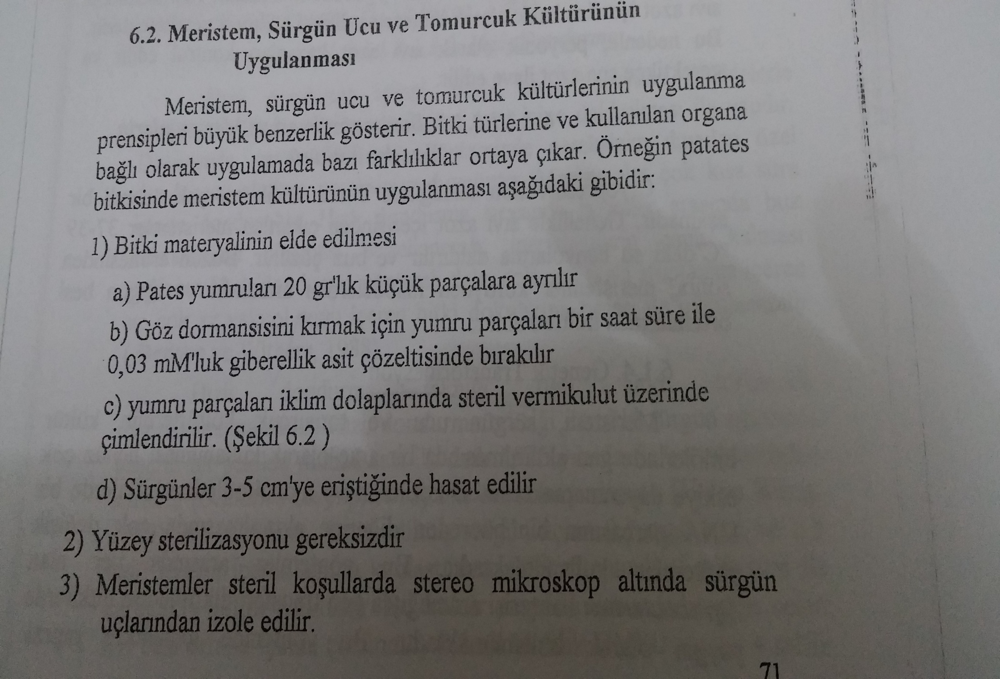 6.2. Meristem, Sürgün Ucu ve Tomurcuk Kültürünün
Uygulanması
Meristem, sürgün ucu ve tomurcuk kültürlerinin uygulanma
prensipleri büyük benzerlik gösterir. Bitki türlerine ve kullanılan organa
bağlı olarak uygulamada bazı farklılıklar ortaya çıkar. Örneğin patates
bitkisinde meristem kültürünün uygulanması aşağıdaki gibidir:
1) Bitki materyalinin elde edilmesi
a) Pates yumruları 20 gr'lık küçük parçalara ayrılır
b) Göz dormansisini kırmak için yumru parçaları bir saat süre ile
0,03 mM'luk giberellik asit çözeltisinde bırakılır
c) yumru parçaları iklim dolaplarında steril vermikulut üzerinde
çimlendirilir. (Şekil 6.2 )
d) Sürgünler 3-5 cm'ye eriştiğinde hasat edilir
2) Yüzey sterilizasyonu gereksizdir
3) Meristemler steril koşullarda stereo mikroskop altında sürgün
uçlarından izole edilir.
71